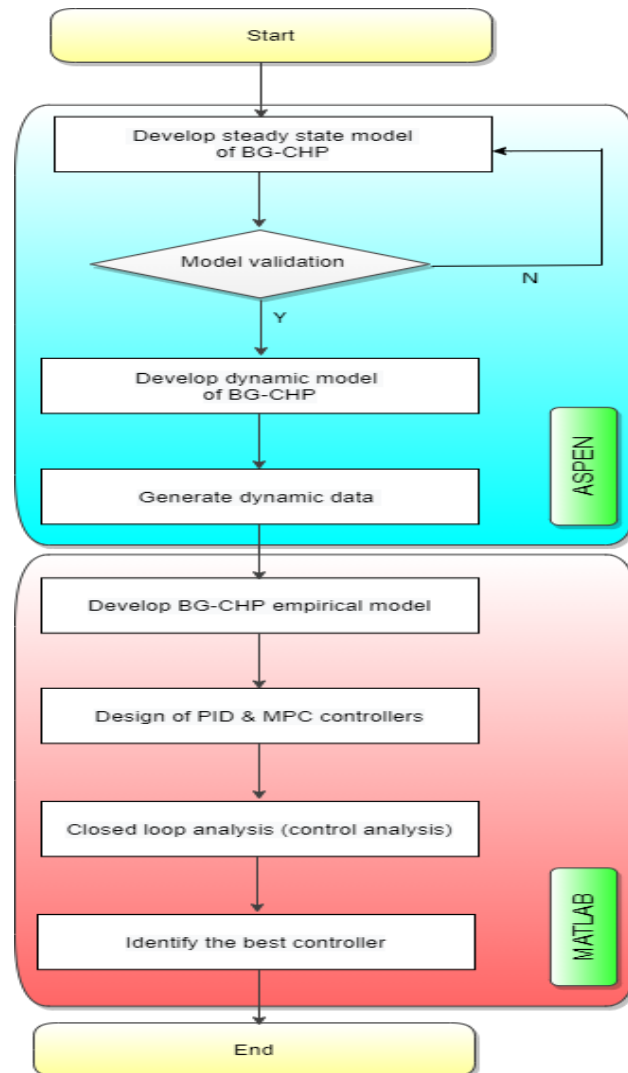 Start
Develop steady state model
of BG-CHP
Model validation
N
Y
Develop dynamic model
of BG-CHP
ASPEN
Generate dynamic data
Develop BG-CHP empirical model
Design of PID & MPC controllers
Closed loop analysis (control analysis)
MATLAB
Identify the best controller
End